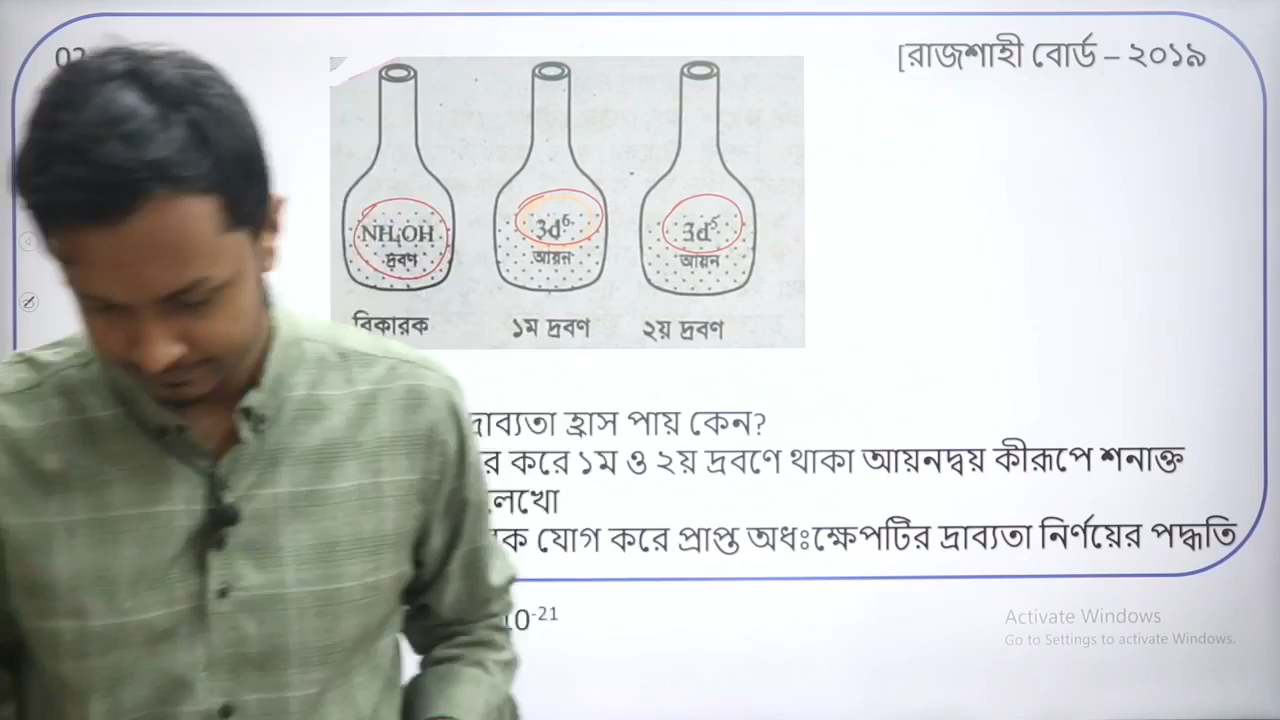 [রাজশাহী বোর্ড – ২০১৯
NH₄OH
দ্রবণ
3d⁶
আয়ন
3d⁵
আয়ন
বিকারক
১ম দ্রবণ
২য় দ্রবণ
দ্রাব্যতা হ্রাস পায় কেন?
করে ১ম ও ২য় দ্রবণে থাকা আয়নদ্বয় কীরূপে শনাক্ত
যোগ করে প্রাপ্ত অধঃক্ষেপটির দ্রাব্যতা নির্ণয়ের পদ্ধতি
10⁻²¹
Activate Windows
Go to Settings to activate Windows.